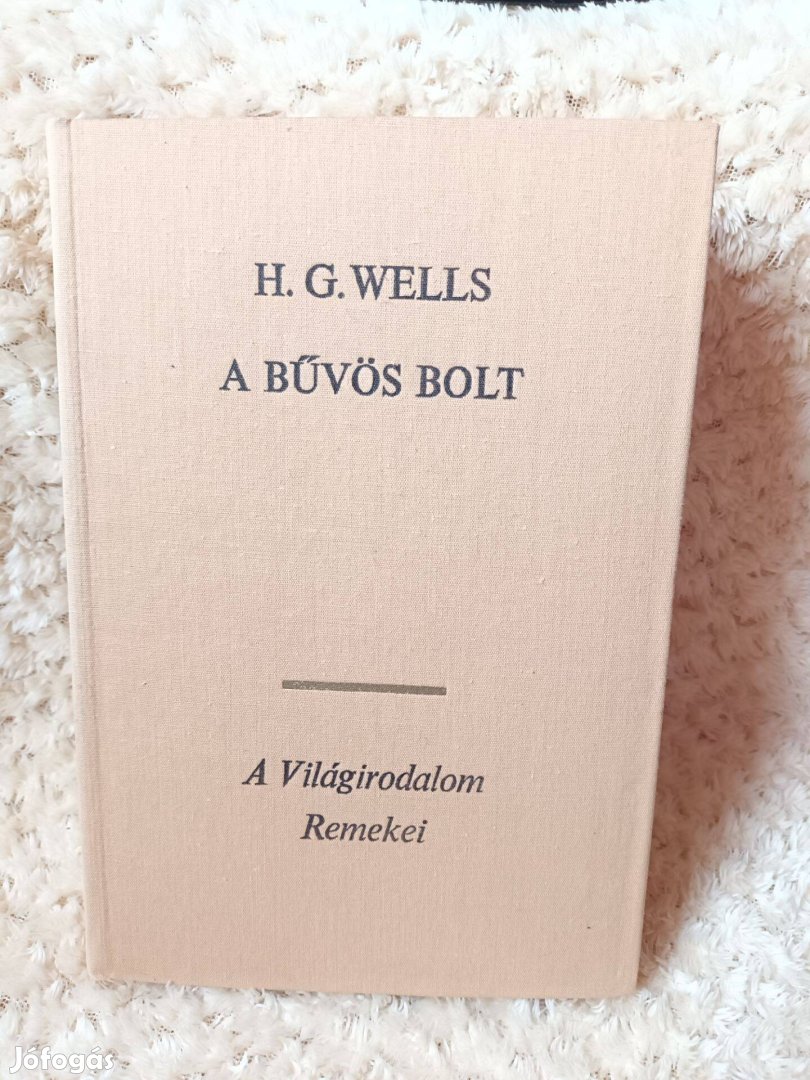 H. G. WELLS
A BŰVÖS BOLT
A Világirodalom
Remekei
Jófogás